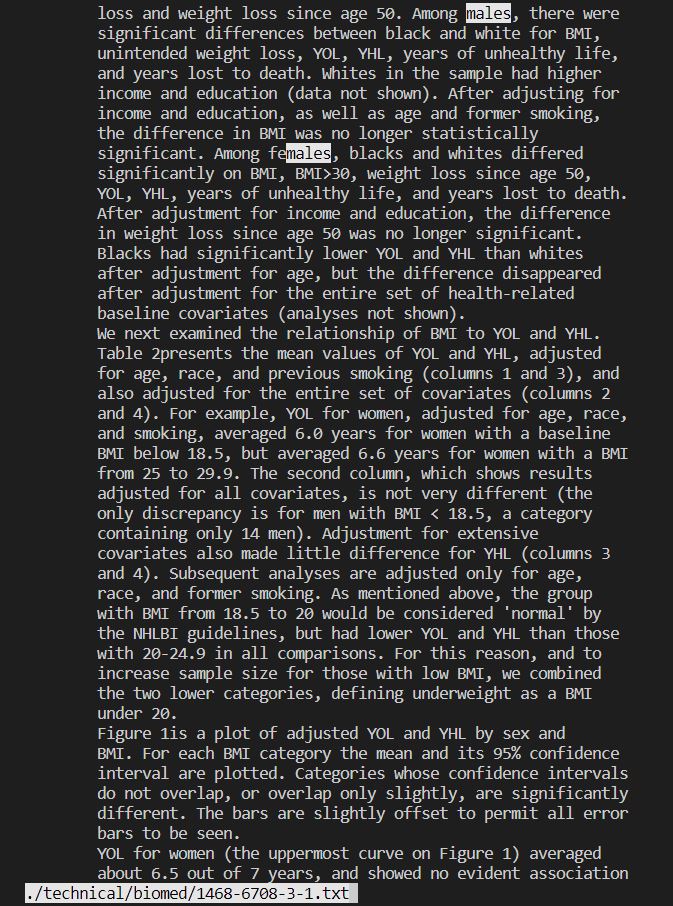 loss and weight loss since age 50. Among males, there were
significant differences between black and white for BMI,
unintended weight loss, YOL, YHL, years of unhealthy life,
and years lost to death. Whites in the sample had higher
income and education (data not shown). After adjusting for
income and education, as well as age and former smoking,
the difference in BMI was no longer statistically
significant. Among females, blacks and whites differed
significantly on BMI, BMI>30, weight loss since age 50,
YOL, YHL, years of unhealthy life, and years lost to death.
After adjustment for income and education, the difference
in weight loss since age 50 was no longer significant.
Blacks had significantly lower YOL and YHL than whites
after adjustment for age, but the difference disappeared
after adjustment for the entire set of health-related
baseline covariates (analyses not shown).
We next examined the relationship of BMI to YOL and YHL.
Table 2presents the mean values of YOL and YHL, adjusted
for age, race, and previous smoking (columns 1 and 3), and
also adjusted for the entire set of covariates (columns 2
and 4). For example, YOL for women, adjusted for age, race,
and smoking, averaged 6.0 years for women with a baseline
BMI below 18.5, but averaged 6.6 years for women with a BMI
from 25 to 29.9. The second column, which shows results
adjusted for all covariates, is not very different (the
only discrepancy is for men with BMI < 18.5, a category
containing only 14 men). Adjustment for extensive
covariates also made little difference for YHL (columns 3
and 4). Subsequent analyses are adjusted only for age,
race, and former smoking. As mentioned above, the group
with BMI from 18.5 to 20 would be considered 'normal' by
the NHLBI guidelines, but had lower YOL and YHL than those
with 20-24.9 in all comparisons. For this reason, and to
increase sample size for those with low BMI, we combined
the two lower categories, defining underweight as a BMI
under 20.
Figure 1is a plot of adjusted YOL and YHL by sex and
BMI. For each BMI category the mean and its 95% confidence
interval are plotted. Categories whose confidence intervals
do not overlap, or overlap only slightly, are significantly
different. The bars are slightly offset to permit all error
bars to be seen.
YOL for women (the uppermost curve on Figure 1) averaged
about 6.5 out of 7 years, and showed no evident association
./technical/biomed/1468-6708-3-1.txt